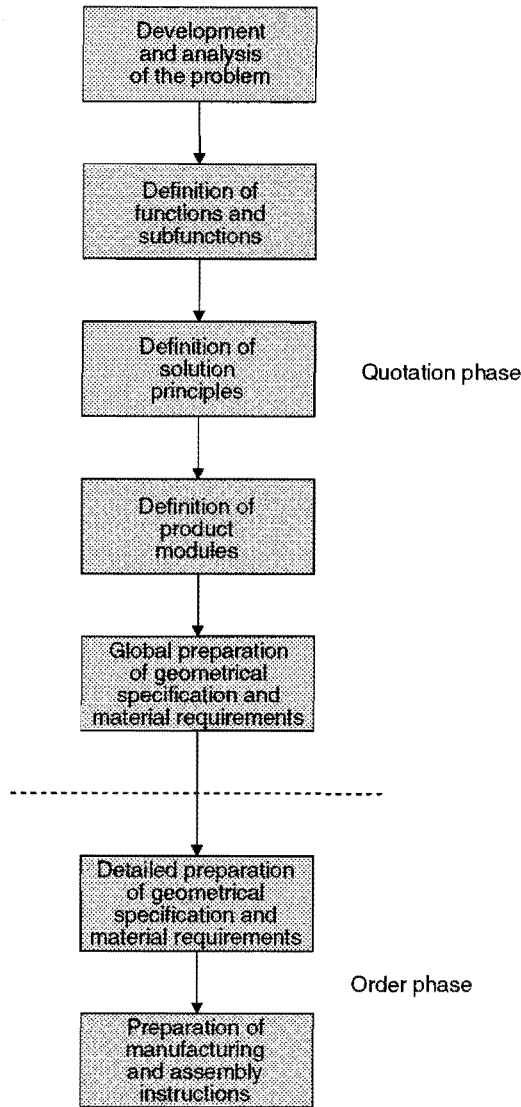 Development
and analysis
of the problem
Definition of
functions and
subfunctions
Definition of
solution
principles
Quotation phase
Definition of
product
modules
Global preparation
of geometrical
specification and
material requirements
Detailed preparation
of geometrical
specification and
material requirements
Order phase
Preparation of
manufacturing
and assembly
instructions